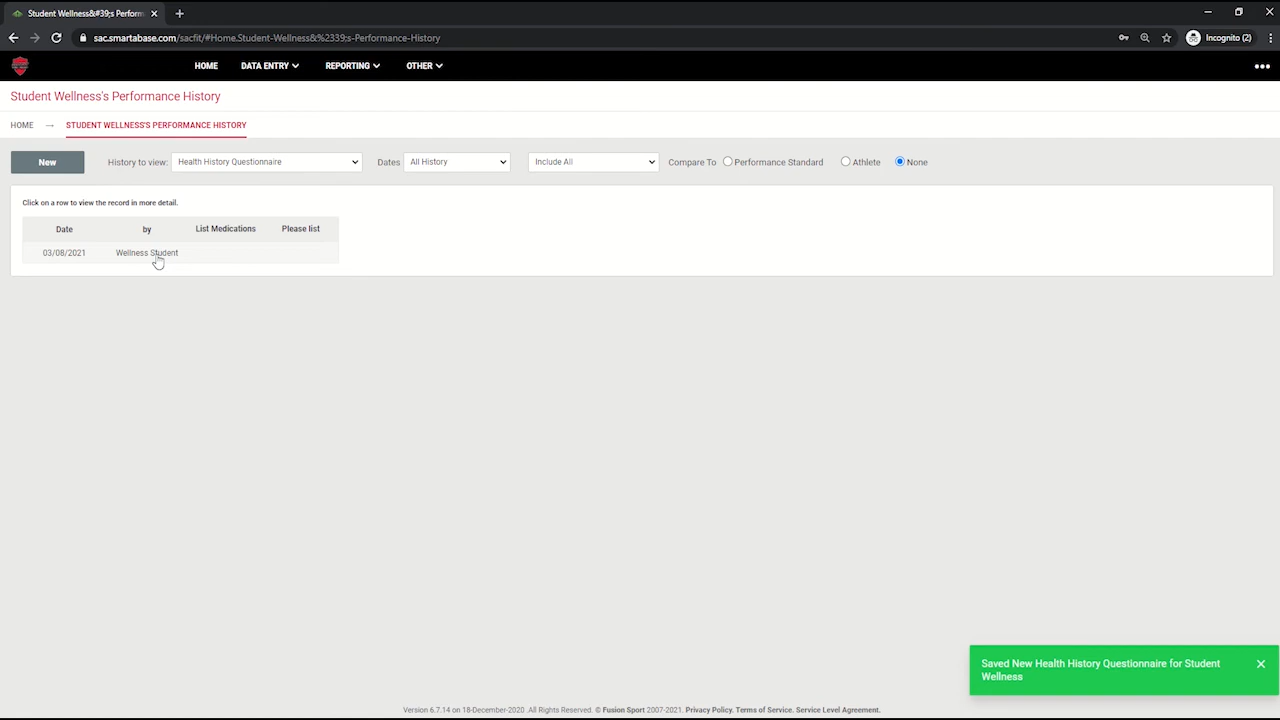 Student Wellness&#39;s Perform
sac.smartabase.com/sacfit/#Home.Student-Wellness&%2339;s-Performance-History
Incognito (2)
HOME DATA ENTRY REPORTING OTHER
Student Wellness's Performance History
HOME → STUDENT WELLNESS'S PERFORMANCE HISTORY
New History to view: Health History Questionnaire Dates All History Include All Compare To Performance Standard Athlete None
Click on a row to view the record in more detail.
Date by List Medications Please list
03/08/2021 Wellness Student
Saved New Health History Questionnaire for Student
Wellness
Version 6.7.14 on 18-December-2020 .All Rights Reserved. © Fusion Sport 2007-2021. Privacy Policy. Terms of Service. Service Level Agreement.